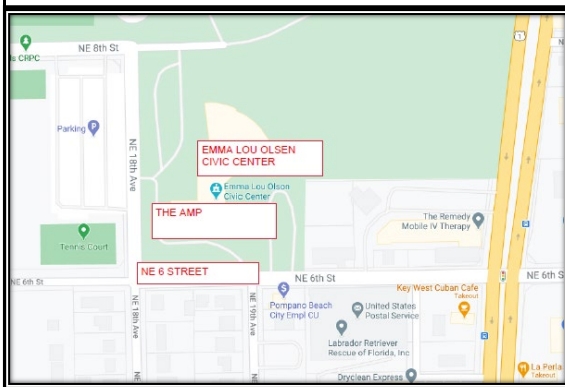 NE 8th St
CRPC
1
Parking P
NE 18th Ave
EMMA LOU OLSEN
CIVIC CENTER
Emma Lou Olson
Civic Center
THE AMP
The Remedy
Mobile IV Therapy
Tennis Court
NE 6 STREET
NE 6th St
NE 6th St
NE 6th S
Key West Cuban Cafe
Takeout
Pompano Beach
City Empl CU
United States
Postal Service
NE 18th Ave
NE 19th Ave
Labrador Retriever
Rescue of Florida, Inc
Dryclean Express
La Perla
Takeout